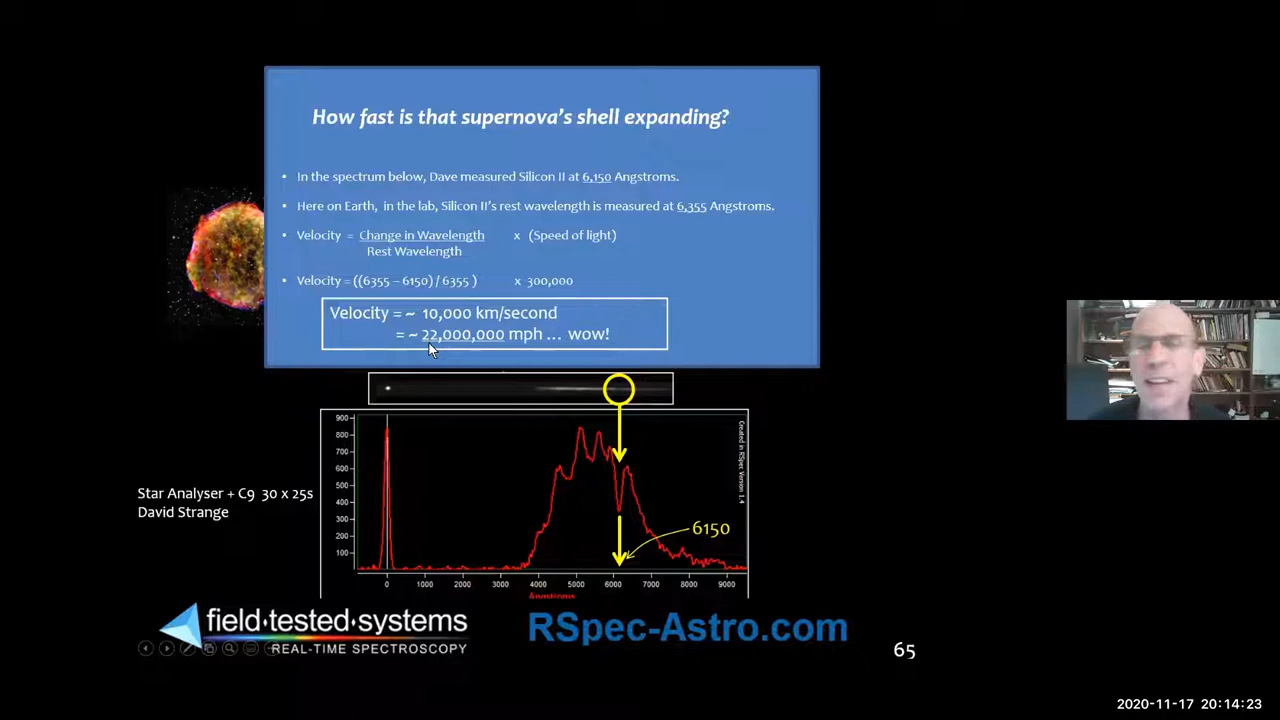 How fast is that supernova's shell expanding?
• In the spectrum below, Dave measured Silicon II at 6,150 Angstroms.
• Here on Earth, in the lab, Silicon II's rest wavelength is measured at 6,355 Angstroms.
• Velocity = Change in Wavelength x (Speed of light)
Rest Wavelength
• Velocity = ((6355 – 6150) / 6355 ) x 300,000
Velocity = ~ 10,000 km/second
= ~ 22,000,000 mph ... wow!
900
800
700
600
500
400
300
200
100
0 1000 2000 3000 4000 5000 6000 7000 8000 9000
Angstroms
Created in RSpec Version 1.4
6150
Star Analyser + C9 30 x 25s
David Strange
field·tested·systems
REAL-TIME SPECTROSCOPY
RSpec-Astro.com
65
2020-11-17 20:14:23